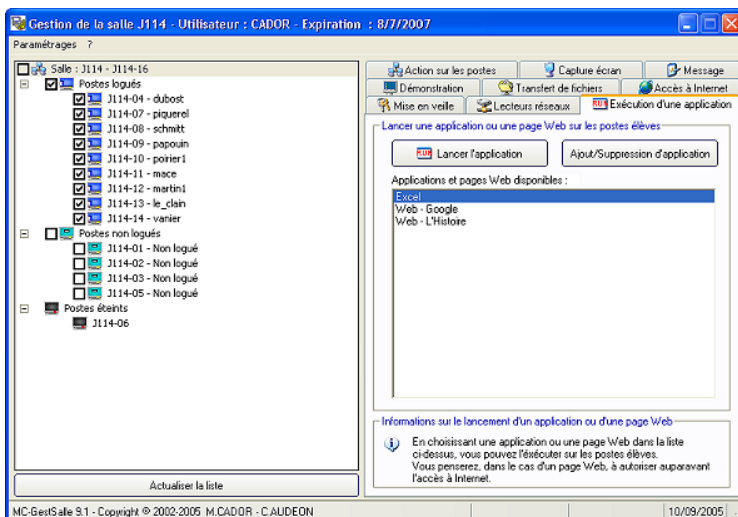 Gestion de la salle J114 - Utilisateur : CADOR - Expiration : 8/7/2007
Paramétrages ?
Salle : J114 - J114-16
Postes logués
J114-04 - dubost
J114-07 - piquerel
J114-08 - schmitt
J114-09 - papouin
J114-10 - poirier1
J114-11 - mace
J114-12 - martin1
J114-13 - le_clain
J114-14 - vanier
Postes non logués
J114-01 - Non logué
J114-02 - Non logué
J114-03 - Non logué
J114-05 - Non logué
Postes éteints
J114-06
Actualiser la liste
Action sur les postes
Capture écran
Message
Démonstration
Transfert de fichiers
Accès à Internet
Mise en veille
Lecteurs réseaux
RUN Exécution d'une application
Lancer une application ou une page Web sur les postes élèves
RUN Lancer l'application
Ajout/Suppression d'application
Applications et pages Web disponibles :
Excel
Web - Google
Web - L'Histoire
Informations sur le lancement d'un application ou d'une page Web
En choisissant une application ou une page Web dans la liste
ci-dessus, vous pouvez l'éxécuter sur les postes élèves.
Vous penserez, dans le cas d'un page Web, à autoriser auparavant
l'accès à Internet.
MC-GestSalle 9.1 - Copyright © 2002-2005 M.CADOR - C.AUDEON
10/09/2005